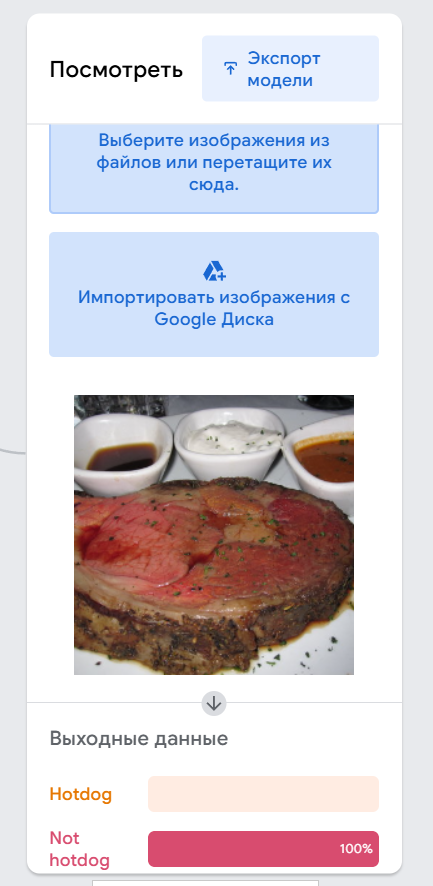 Посмотреть
Экспорт
модели
Выберите изображения из
файлов или перетащите их
сюда.
Импортировать изображения с
Google Диска
Выходные данные
Hotdog
Not
hotdog
100%